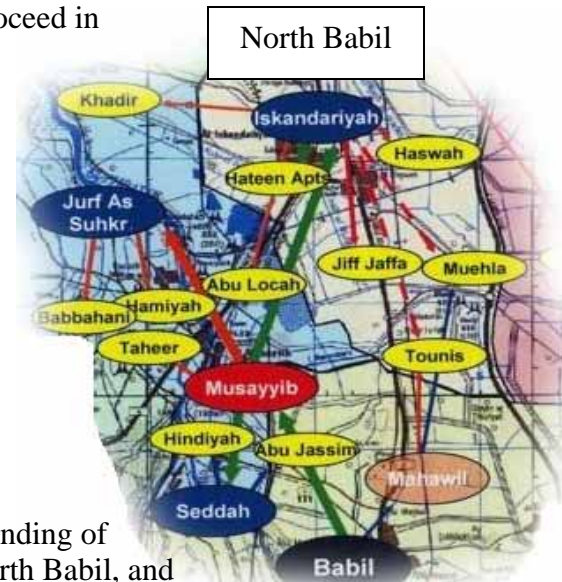 oceed in
North Babil
Khadir
Iskandariyah
Haswah
Hateen Apts
Jurf As
Suhkr
Jiff Jaffa
Muehla
Abu Locah
Hamiyah
Babbahani
Taheer
Tounis
Musayyib
Hindiyah
Abu Jassim
Mahawil
Seddah
Babil
nding of
rth Babil, and